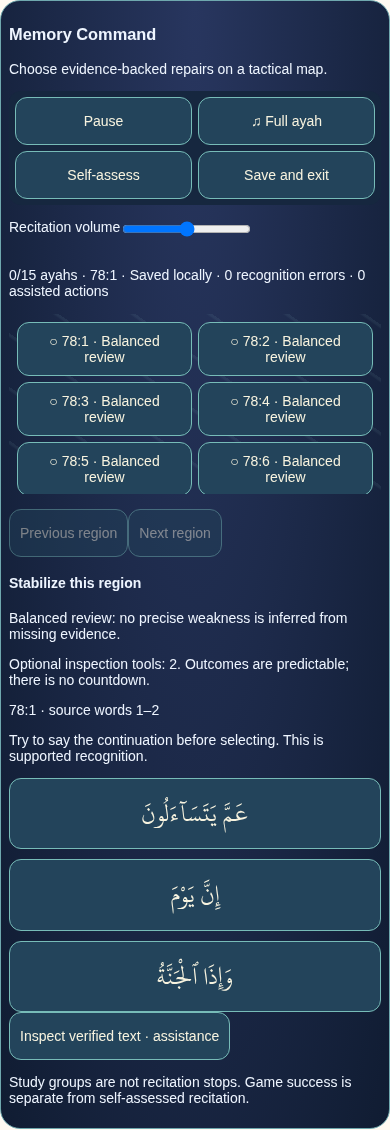 Memory Command
Choose evidence-backed repairs on a tactical map.
Pause
♫ Full ayah
Self-assess
Save and exit
Recitation volume
0/15 ayahs · 78:1 · Saved locally · 0 recognition errors · 0
assisted actions
○ 78:1 · Balanced
review
○ 78:2 · Balanced
review
○ 78:3 · Balanced
review
○ 78:4 · Balanced
review
○ 78:5 · Balanced
review
○ 78:6 · Balanced
review
Previous region
Next region
Stabilize this region
Balanced review: no precise weakness is inferred from
missing evidence.
Optional inspection tools: 2. Outcomes are predictable;
there is no countdown.
78:1 · source words 1–2
Try to say the continuation before selecting. This is
supported recognition.
عَمَّ يَتَسَآءَلُونَ
إِنَّ يَوْمَ
وَإِذَا ٱلْجَنَّةُ
Inspect verified text · assistance
Study groups are not recitation stops. Game success is
separate from self-assessed recitation.